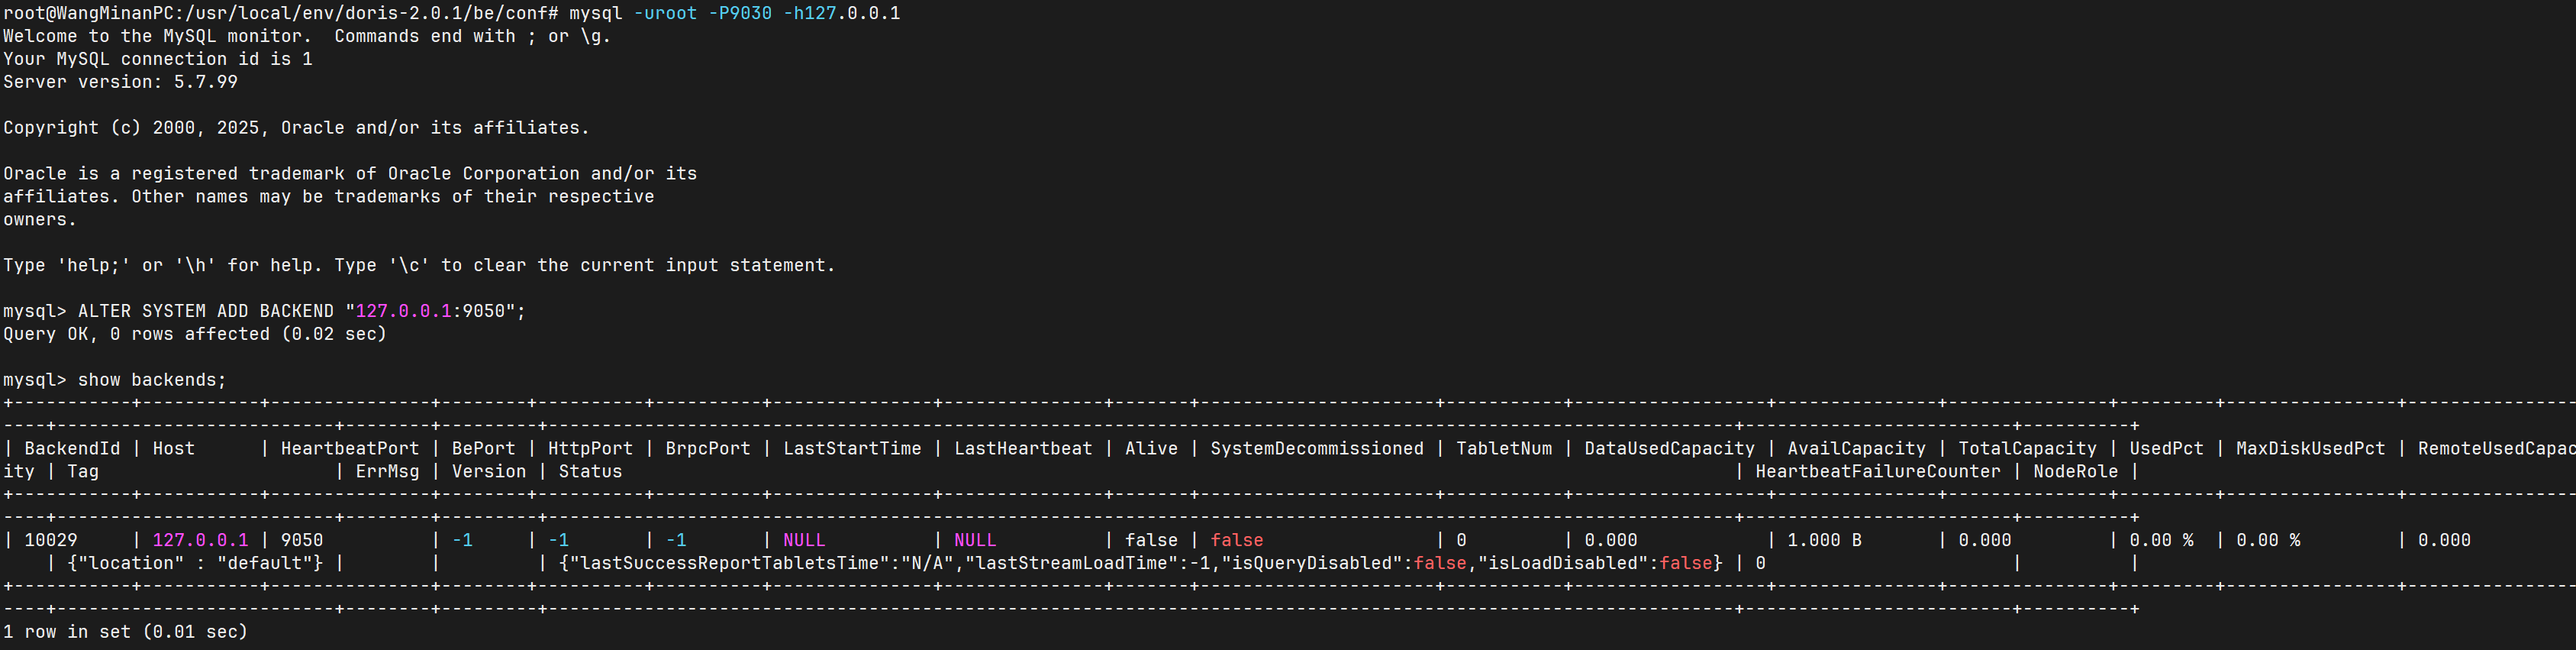 root@WangMinanPC:/usr/local/env/doris-2.0.1/be/conf# mysql -uroot -P9030 -h127.0.0.1
Welcome to the MySQL monitor.  Commands end with ; or \g.
Your MySQL connection id is 1
Server version: 5.7.99

Copyright (c) 2000, 2025, Oracle and/or its affiliates.

Oracle is a registered trademark of Oracle Corporation and/or its
affiliates. Other names may be trademarks of their respective
owners.

Type 'help;' or '\h' for help. Type '\c' to clear the current input statement.

mysql> ALTER SYSTEM ADD BACKEND "127.0.0.1:9050";
Query OK, 0 rows affected (0.02 sec)

mysql> show backends;
| BackendId | Host      | HeartbeatPort | BePort | HttpPort | BrpcPort | LastStartTime | LastHeartbeat | Alive | SystemDecommissioned | TabletNum | DataUsedCapacity | AvailCapacity | TotalCapacity | UsedPct | MaxDiskUsedPct | RemoteUsedCapac
ity | Tag                      | ErrMsg | Version | Status                                                                                                        | HeartbeatFailureCounter | NodeRole |
| 10029     | 127.0.0.1 | 9050          | -1     | -1       | -1       | NULL          | NULL          | false | false                | 0         | 0.000            | 1.000 B       | 0.000         | 0.00 %  | 0.00 %         | 0.000
    | {"location" : "default"} |        |         | {"lastSuccessReportTabletsTime":"N/A","lastStreamLoadTime":-1,"isQueryDisabled":false,"isLoadDisabled":false} | 0                       |          |
1 row in set (0.01 sec)